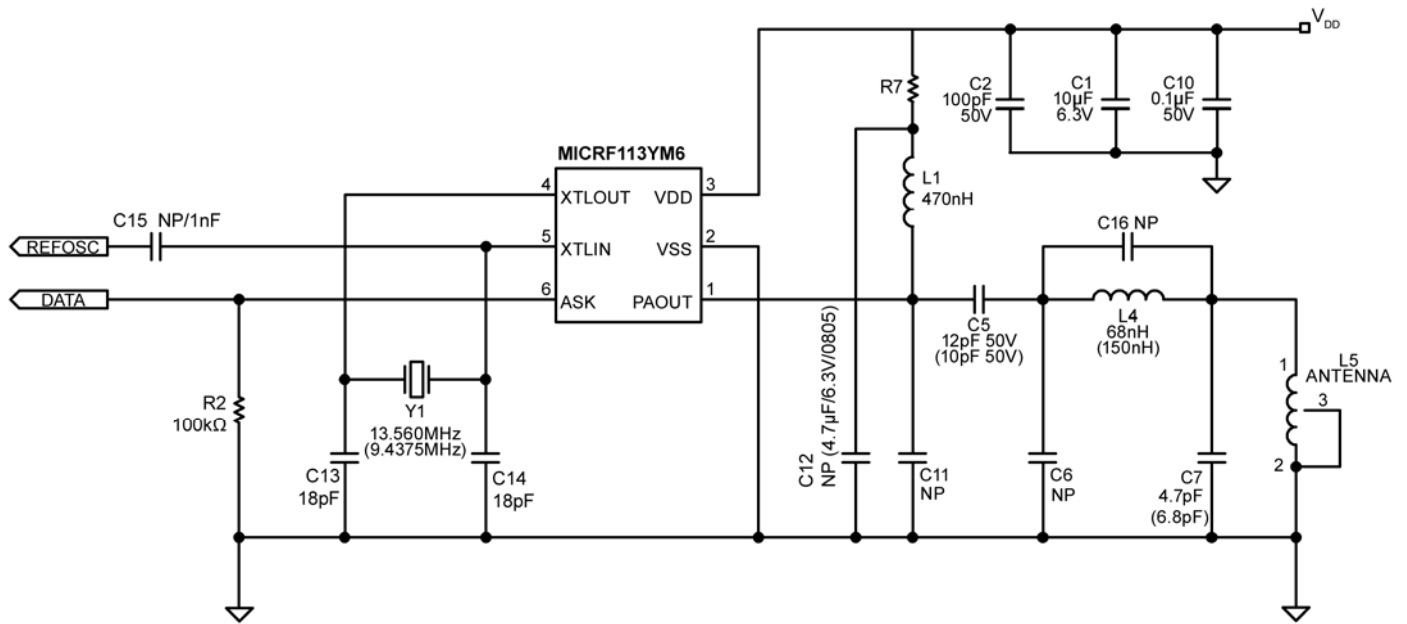 VDD
R7
C2
100pF
50V
C1
10µF
6.3V
C10
0.1µF
50V
MICRF113YM6
4 XTLOUT VDD 3
L1
470nH
C15 NP/1nF
C16 NP
REFOSC
5 XTLIN VSS 2
DATA
6 ASK PAOUT 1
C5
12pF 50V
(10pF 50V)
L4
68nH
(150nH)
L5
1 ANTENNA
3
2
R2
100kΩ
Y1
13.560MHz
(9.4375MHz)
C12
NP (4.7µF/6.3V/0805)
C13
18pF
C14
18pF
C11
NP
C6
NP
C7
4.7pF
(6.8pF)